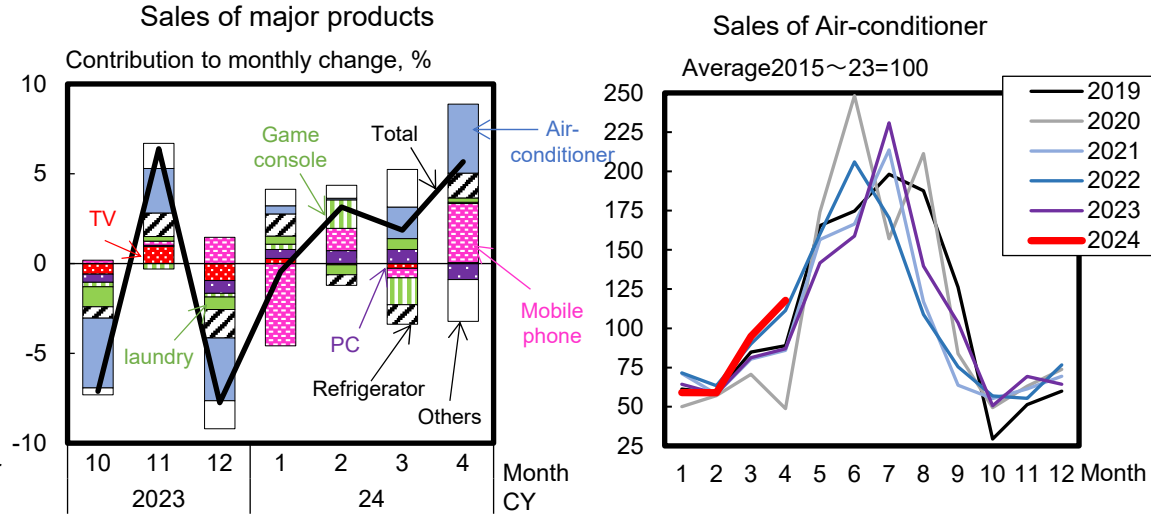 Sales of major products
Contribution to monthly change, %
10
5
0
-5
-10
TV
Game
console
Total
Air-
conditioner
laundry
PC
Refrigerator
Others
Mobile
phone
10 11 12 1 2 3 4 Month
2023 24 CY
Sales of Air-conditioner
Average2015～23=100
250
225
200
175
150
125
100
75
50
25
2019
2020
2021
2022
2023
2024
1 2 3 4 5 6 7 8 9 10 11 12 Month